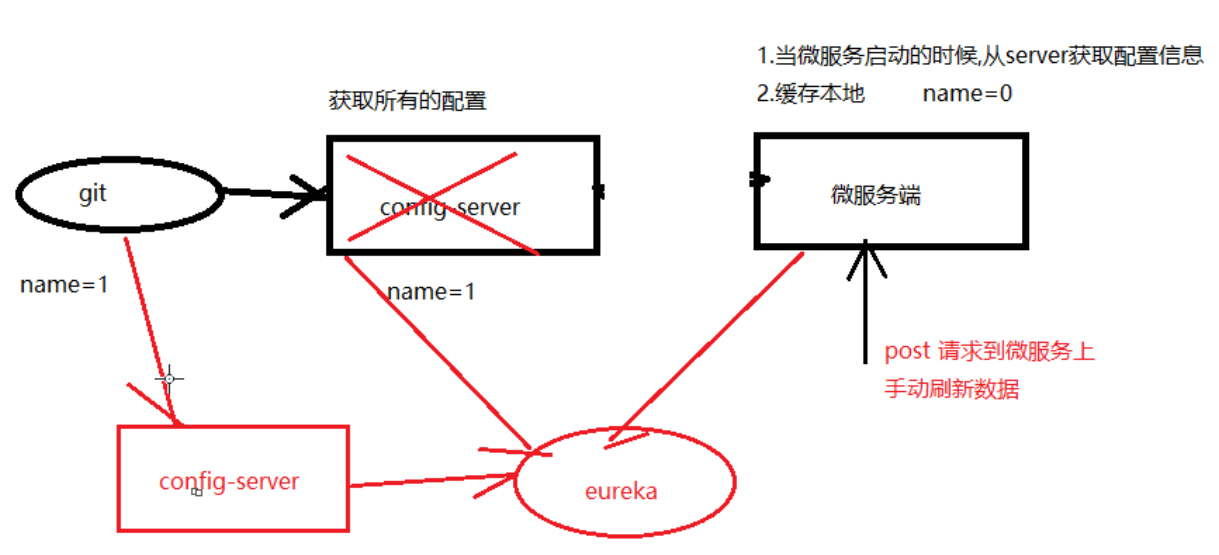 1.当微服务启动的时候,从server获取配置信息
2.缓存本地 name=0
获取所有的配置
git
config-server
微服务端
name=1
name=1
post 请求到微服务上
手动刷新数据
config-server
eureka